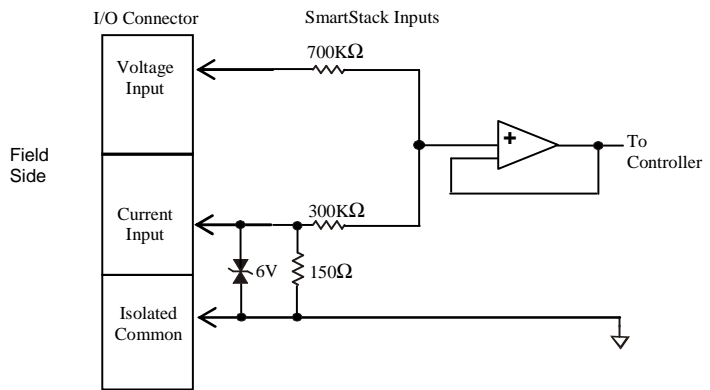 I/O Connector
SmartStack Inputs
Voltage
Input
700KΩ
Field
Side
+
To
Controller
Current
Input
300KΩ
6V
150Ω
Isolated
Common